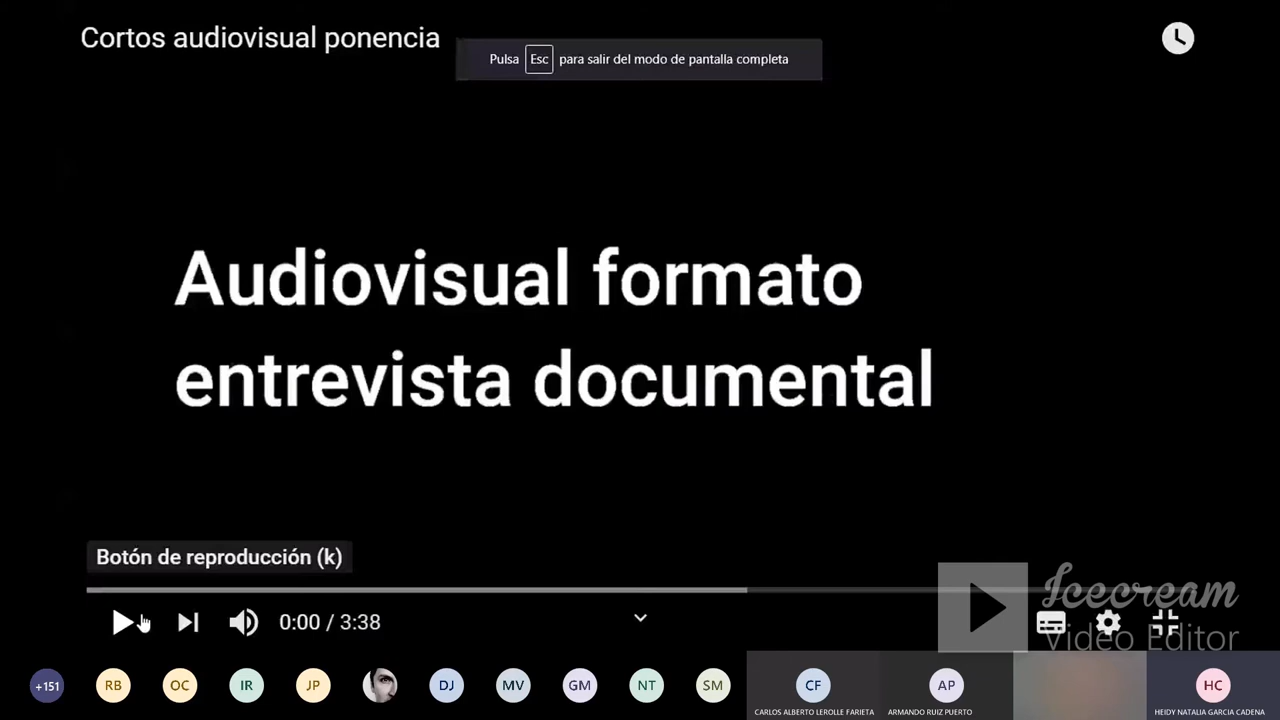 Cortos audiovisual ponencia
Pulsa Esc para salir del modo de pantalla completa
Audiovisual formato
entrevista documental
Botón de reproducción (k)
0:00 / 3:38
Icecream
Video Editor
+151 RB OC IR JP DJ MV GM NT SM CF AP HC
CARLOS ALBERTO LEROLLE FARIETA ARMANDO RUIZ PUERTO HEIDY NATALIA GARCIA CADENA